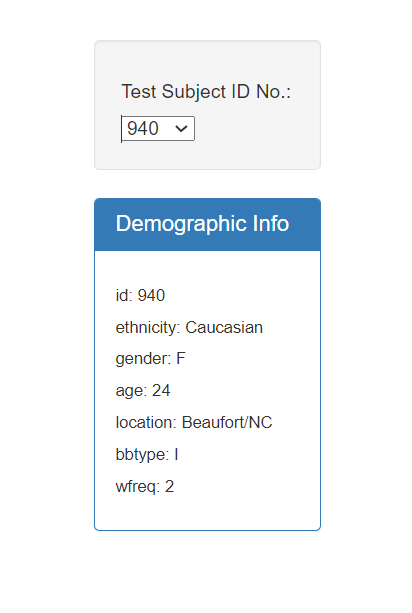 Test Subject ID No.:
940
Demographic Info
id: 940
ethnicity: Caucasian
gender: F
age: 24
location: Beaufort/NC
bbtype: I
wfreq: 2